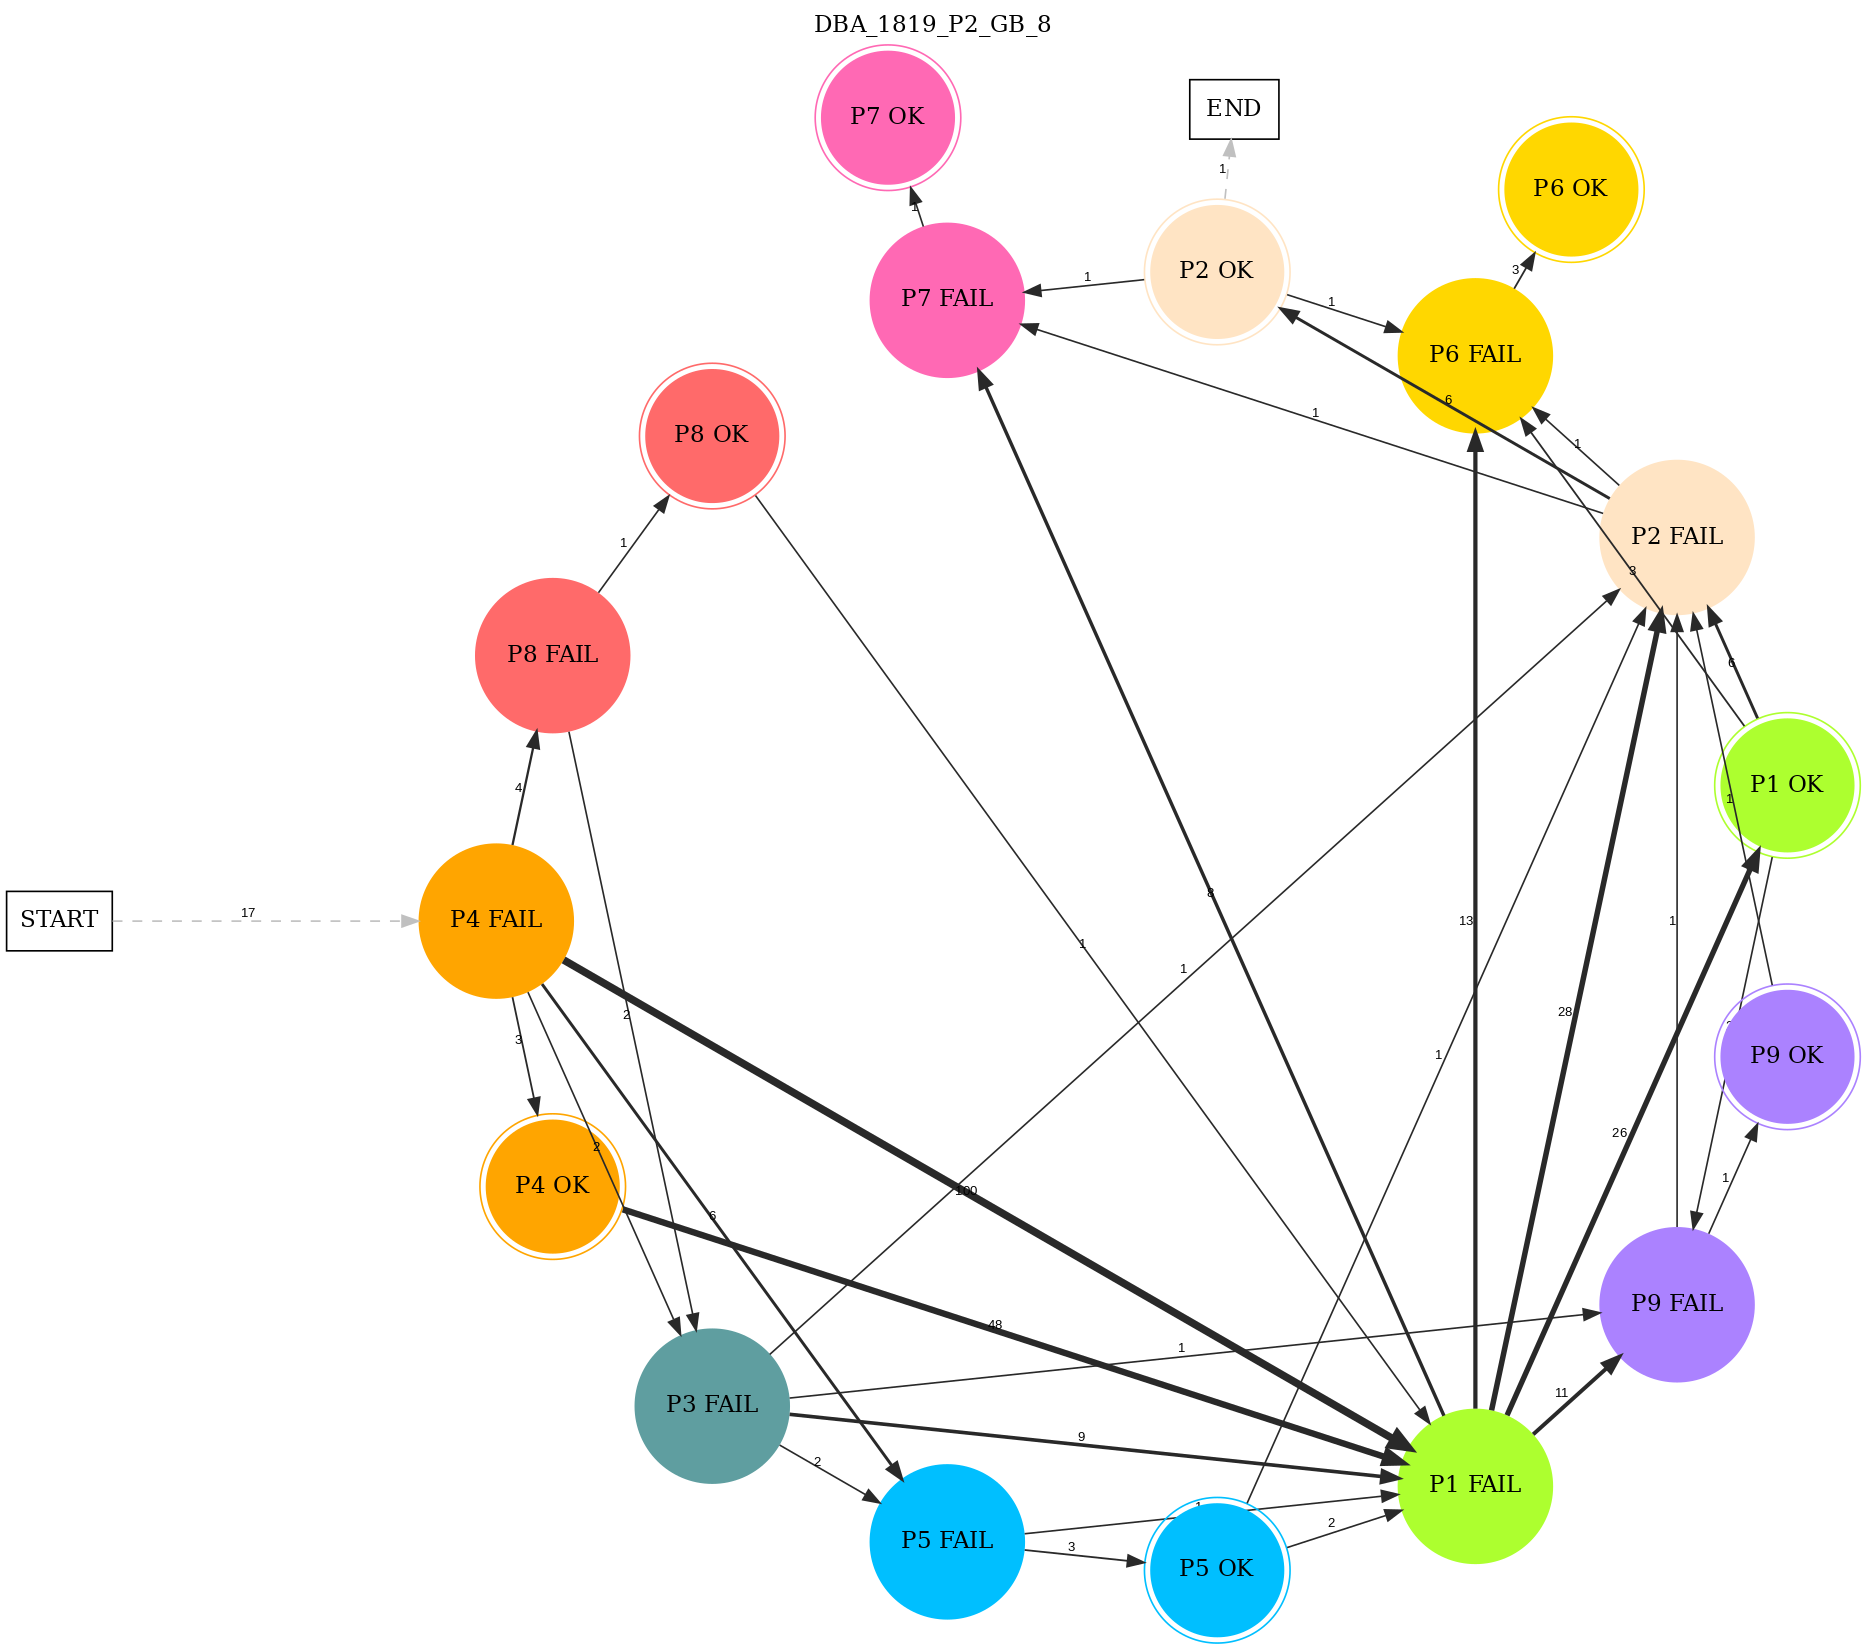 DBA_1819_P2_GB_8
P7 OK
END
P6 OK
1
1
P2 OK
3
1
1
P7 FAIL
P6 FAIL
6
1
1
P8 OK
P2 FAIL
1
3
P8 FAIL
6
4
P1 OK
1
8
START
17
P4 FAIL
13
1
1
1
28
2
3
1
P9 OK
26
2
1
P4 OK
100
6
48
P9 FAIL
1
11
P3 FAIL
9
2
P1 FAIL
1
2
P5 FAIL
3
P5 OK